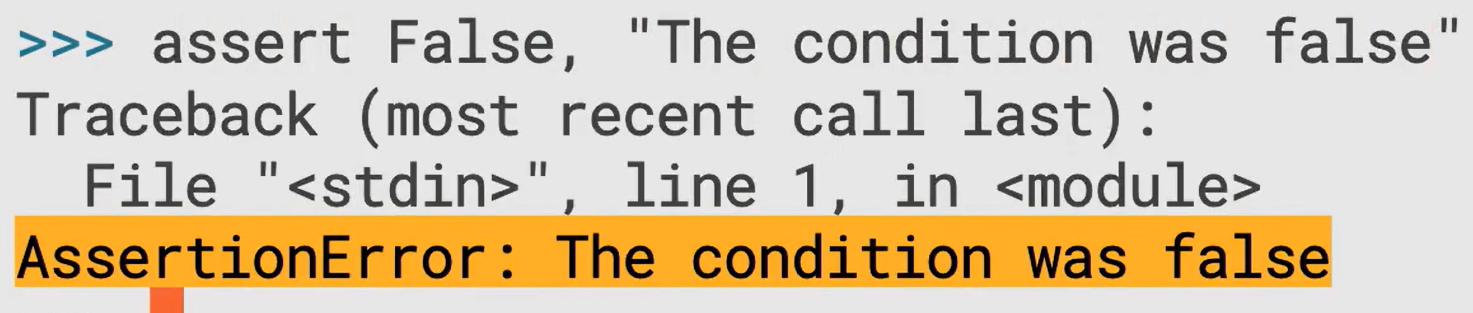 >>> assert False, "The condition was false"
Traceback (most recent call last):
  File "<stdin>", line 1, in <module>
AssertionError: The condition was false